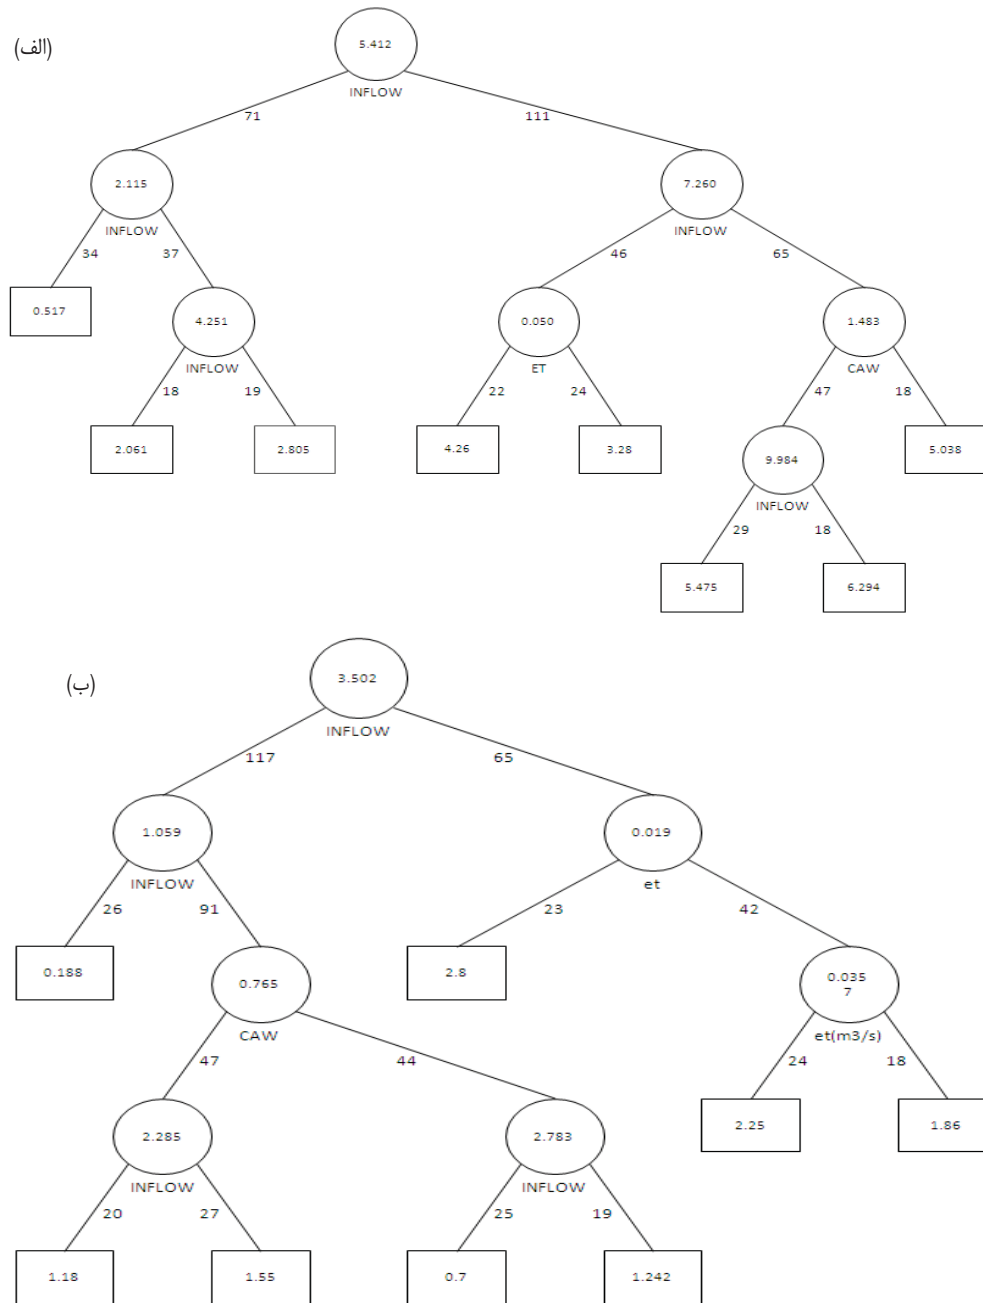 (الف)
5.412
INFLOW
71 111
2.115 7.260
INFLOW INFLOW
34 37 46 65
0.517 4.251 0.050 1.483
INFLOW ET CAW
18 19 22 24 47 18
2.061 2.805 4.26 3.28 9.984 5.038
INFLOW
29 18
5.475 6.294
(ب)
3.502
INFLOW
117 65
1.059 0.019
INFLOW et
26 91 23 42
0.188 0.765 2.8 0.035
7
CAW et(m3/s)
47 44 24 18
2.285 2.783 2.25 1.86
INFLOW INFLOW
20 27 25 19
1.18 1.55 0.7 1.242